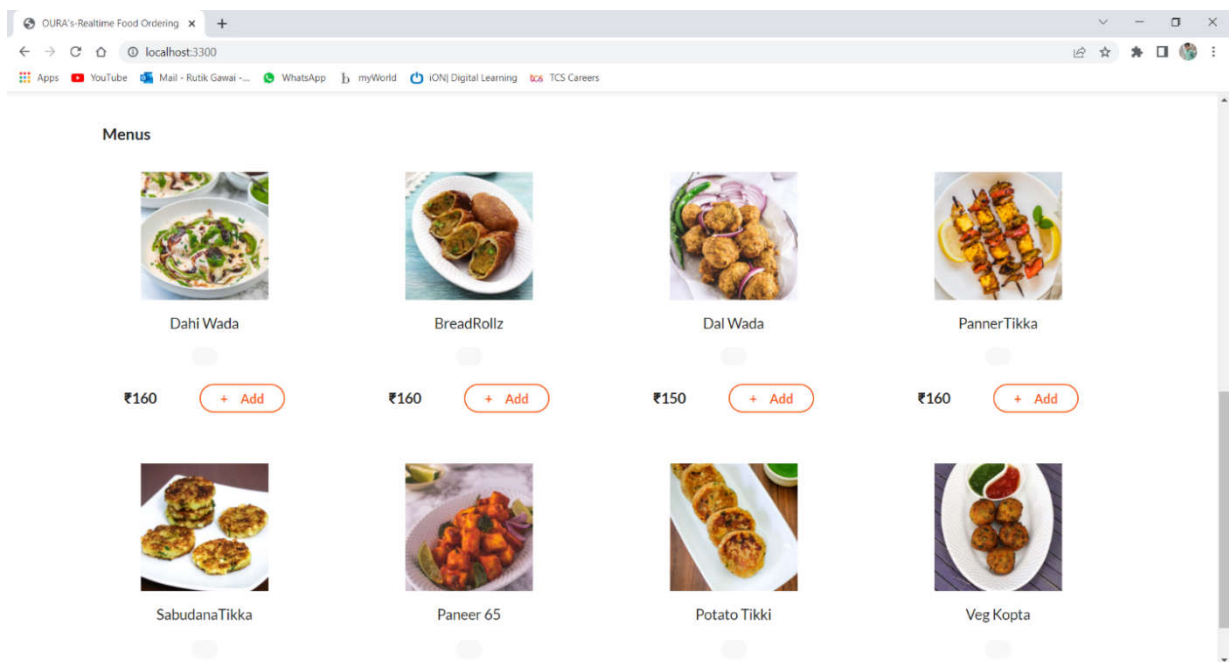 OURA's-Realtime Food Ordering
localhost:3300
Apps YouTube Mail - Rutik Gawai -... WhatsApp myWorld iON| Digital Learning tcs TCS Careers
Menus
Dahi Wada BreadRollz Dal Wada PannerTikka
₹160 + Add ₹160 + Add ₹150 + Add ₹160 + Add
SabudanaTikka Paneer 65 Potato Tikki Veg Kopta